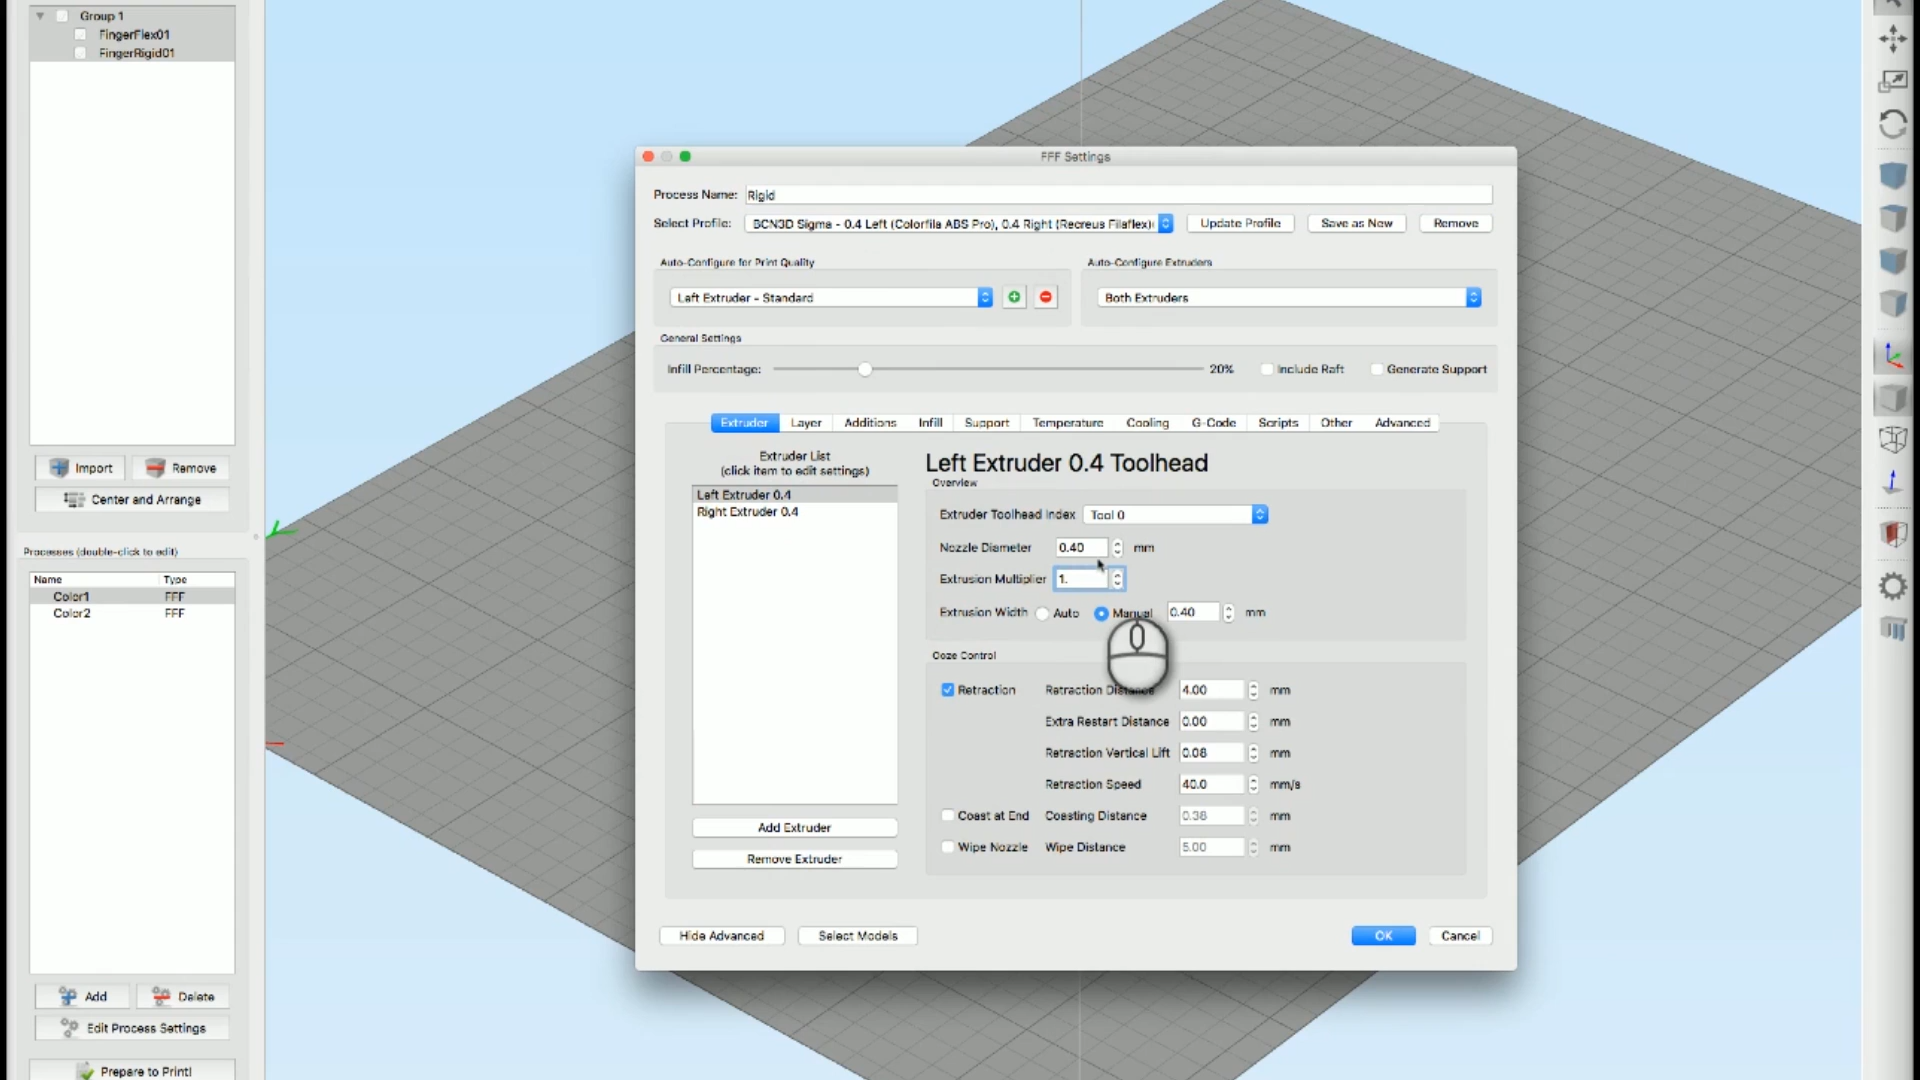 Group 1
FingerFlex01
FingerRigid01
Import
Remove
Center and Arrange
Processes (double-click to edit)
Name Type
Color1 FFF
Color2 FFF
Add
Delete
Edit Process Settings
Prepare to Print!
FFF Settings
Process Name: Rigid
Select Profile: BCN3D Sigma - 0.4 Left (Colorfila ABS Pro), 0.4 Right (Recreus Filaflex)( Update Profile Save as New Remove
Auto-Configure for Print Quality
Left Extruder - Standard
Auto-Configure Extruders
Both Extruders
General Settings
Infill Percentage: 20% Include Raft Generate Support
Extruder Layer Additions Infill Support Temperature Cooling G-Code Scripts Other Advanced
Extruder List
(click item to edit settings)
Left Extruder 0.4
Right Extruder 0.4
Add Extruder
Remove Extruder
Left Extruder 0.4 Toolhead
Overview
Extruder Toolhead Index Tool 0
Nozzle Diameter 0.40 mm
Extrusion Multiplier 1.
Extrusion Width Auto Manual 0.40 mm
Ooze Control
Retraction Retraction Distance 4.00 mm
Extra Restart Distance 0.00 mm
Retraction Vertical Lift 0.08 mm
Retraction Speed 40.0 mm/s
Coast at End Coasting Distance 0.38 mm
Wipe Nozzle Wipe Distance 5.00 mm
Hide Advanced Select Models OK Cancel